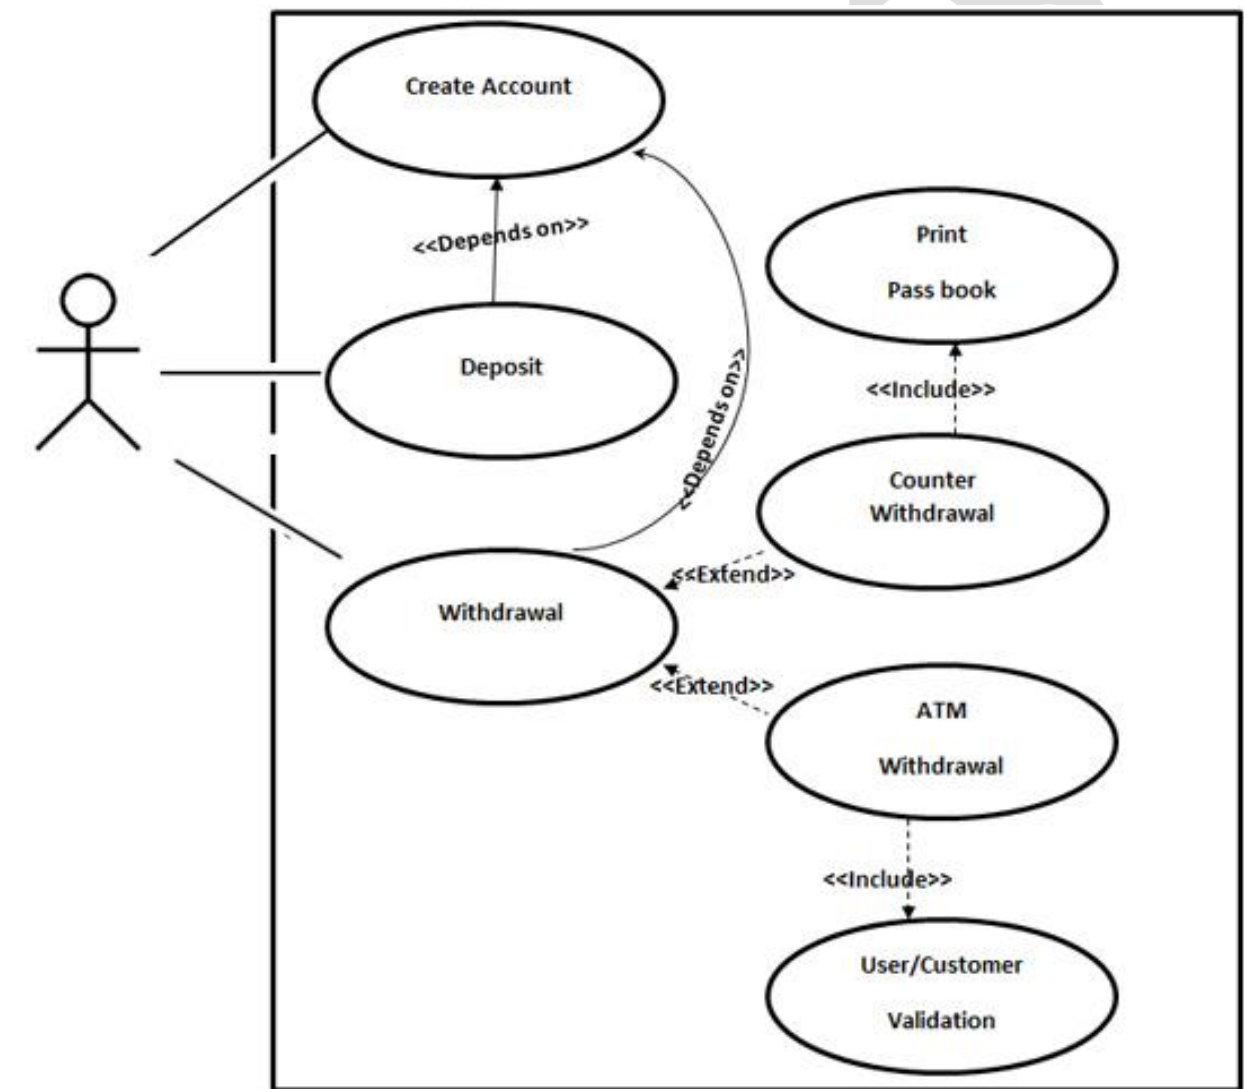 Create Account
<<Depends on>>
Print
Pass book
Deposit
<<Depends on>>
<<Include>>
Counter
Withdrawal
<<Extend>>
Withdrawal
<<Extend>>
ATM
Withdrawal
<<Include>>
User/Customer
Validation